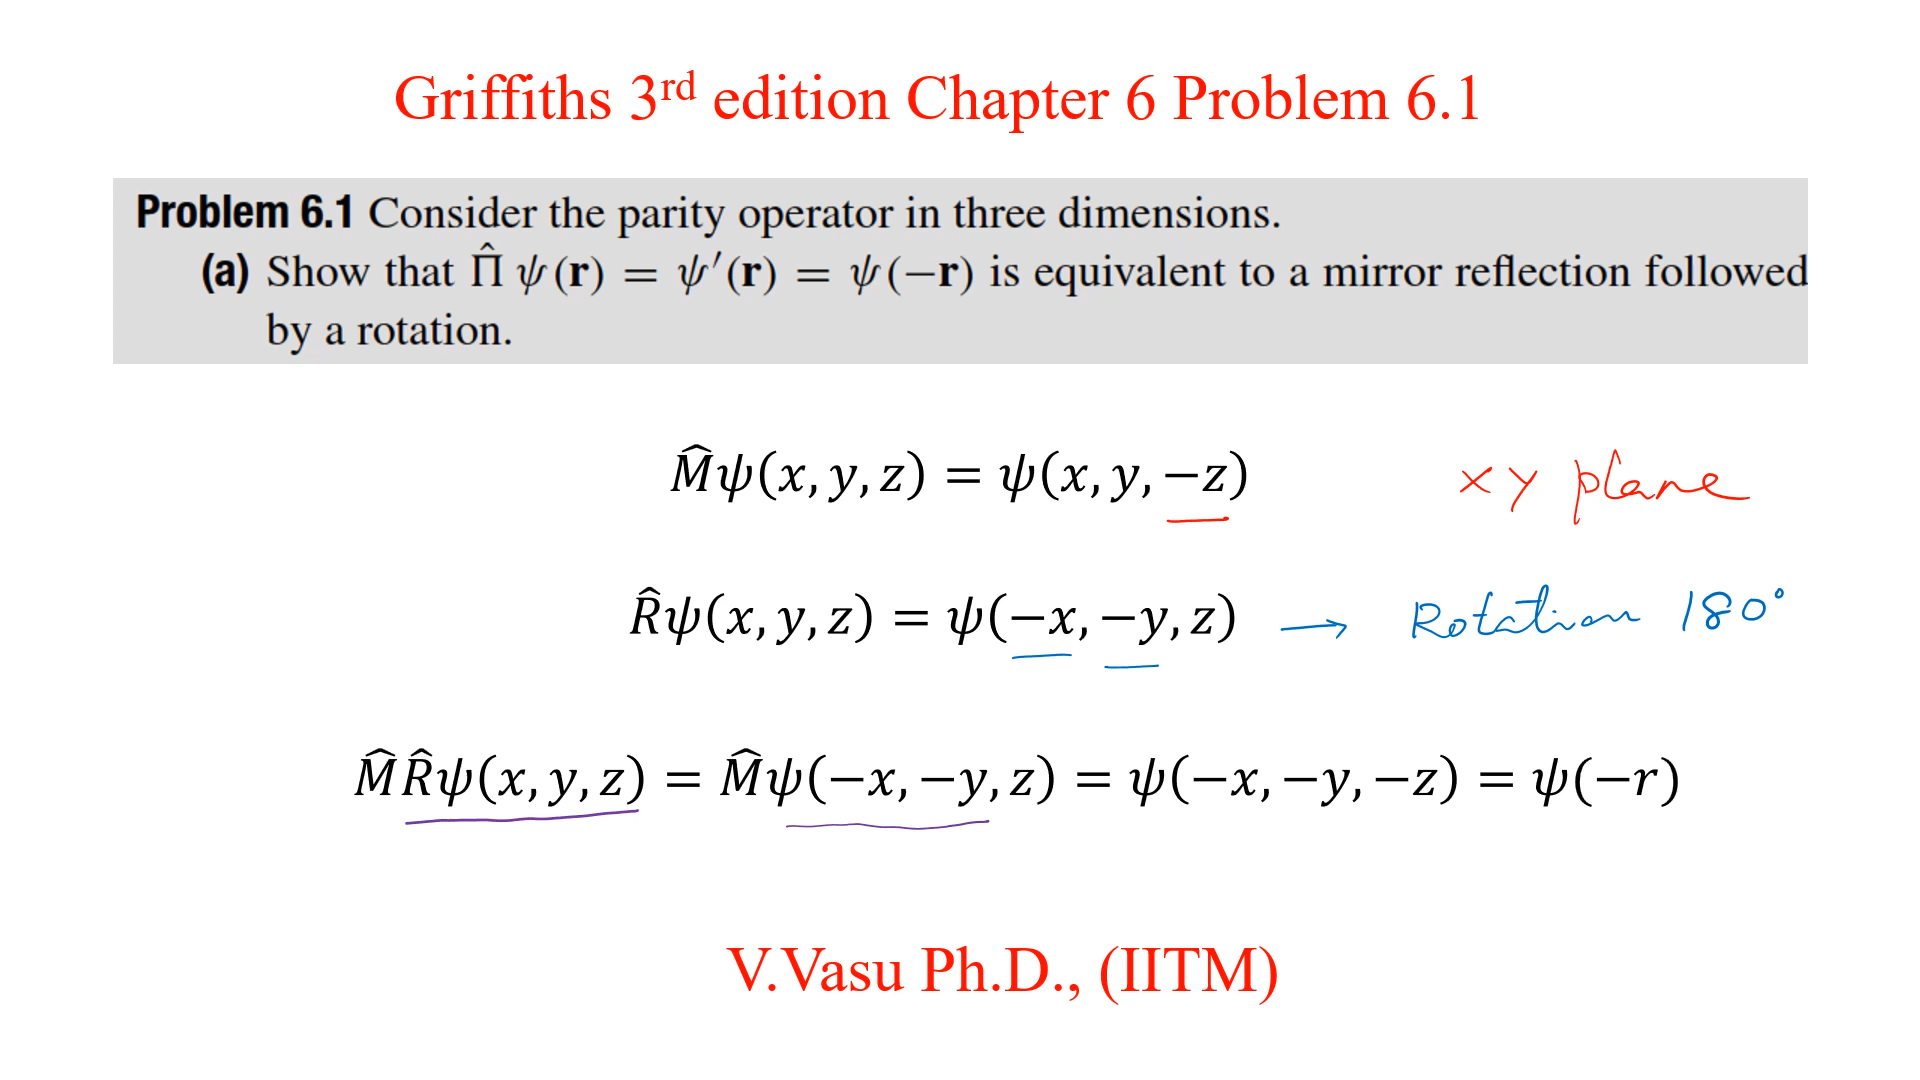 Griffiths 3rd edition Chapter 6 Problem 6.1
Problem 6.1 Consider the parity operator in three dimensions.
(a) Show that Π̂ ψ(r) = ψ′(r) = ψ(−r) is equivalent to a mirror reflection followed
by a rotation.
M̂ψ(x, y, z) = ψ(x, y, −z) xy plane
R̂ψ(x, y, z) = ψ(−x, −y, z) → Rotation 180°
M̂R̂ψ(x, y, z) = M̂ψ(−x, −y, z) = ψ(−x, −y, −z) = ψ(−r)
V.Vasu Ph.D., (IITM)